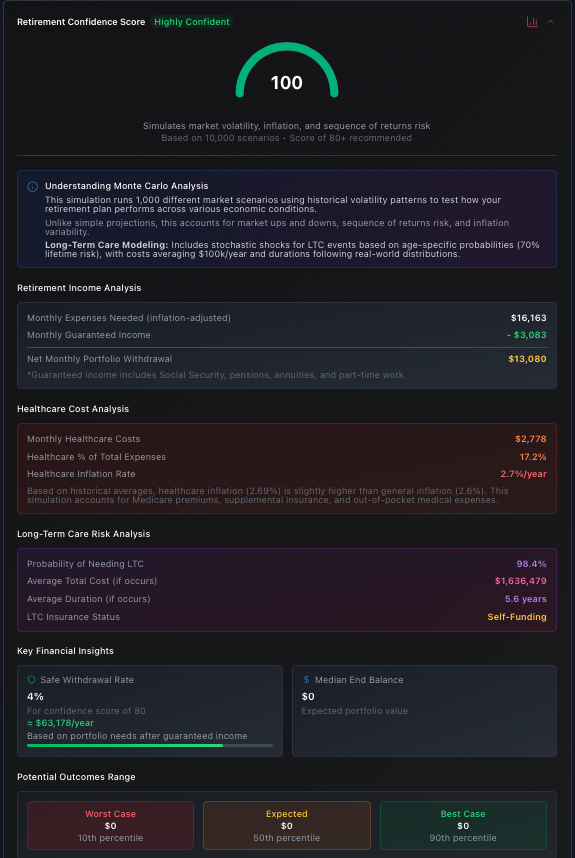 Retirement Confidence Score Highly Confident
100
Simulates market volatility, inflation, and sequence of returns risk
Based on 10,000 scenarios • Score of 80+ recommended
Understanding Monte Carlo Analysis
This simulation runs 1,000 different market scenarios using historical volatility patterns to test how your
retirement plan performs across various economic conditions.
Unlike simple projections, this accounts for market ups and downs, sequence of returns risk, and inflation
variability.
Long-Term Care Modeling: Includes stochastic shocks for LTC events based on age-specific probabilities (70%
lifetime risk), with costs averaging $100k/year and durations following real-world distributions.
Retirement Income Analysis
Monthly Expenses Needed (inflation-adjusted) $16,163
Monthly Guaranteed Income - $3,083
Net Monthly Portfolio Withdrawal $13,080
*Guaranteed income includes Social Security, pensions, annuities, and part-time work
Healthcare Cost Analysis
Monthly Healthcare Costs $2,778
Healthcare % of Total Expenses 17.2%
Healthcare Inflation Rate 2.7%/year
Based on historical averages, healthcare inflation (2.69%) is slightly higher than general inflation (2.6%). This
simulation accounts for Medicare premiums, supplemental insurance, and out-of-pocket medical expenses.
Long-Term Care Risk Analysis
Probability of Needing LTC 98.4%
Average Total Cost (if occurs) $1,636,479
Average Duration (if occurs) 5.6 years
LTC Insurance Status Self-Funding
Key Financial Insights
Safe Withdrawal Rate
4%
For confidence score of 80
≈ $63,178/year
Based on portfolio needs after guaranteed income
Median End Balance
$0
Expected portfolio value
Potential Outcomes Range
Worst Case
$0
10th percentile
Expected
$0
50th percentile
Best Case
$0
90th percentile